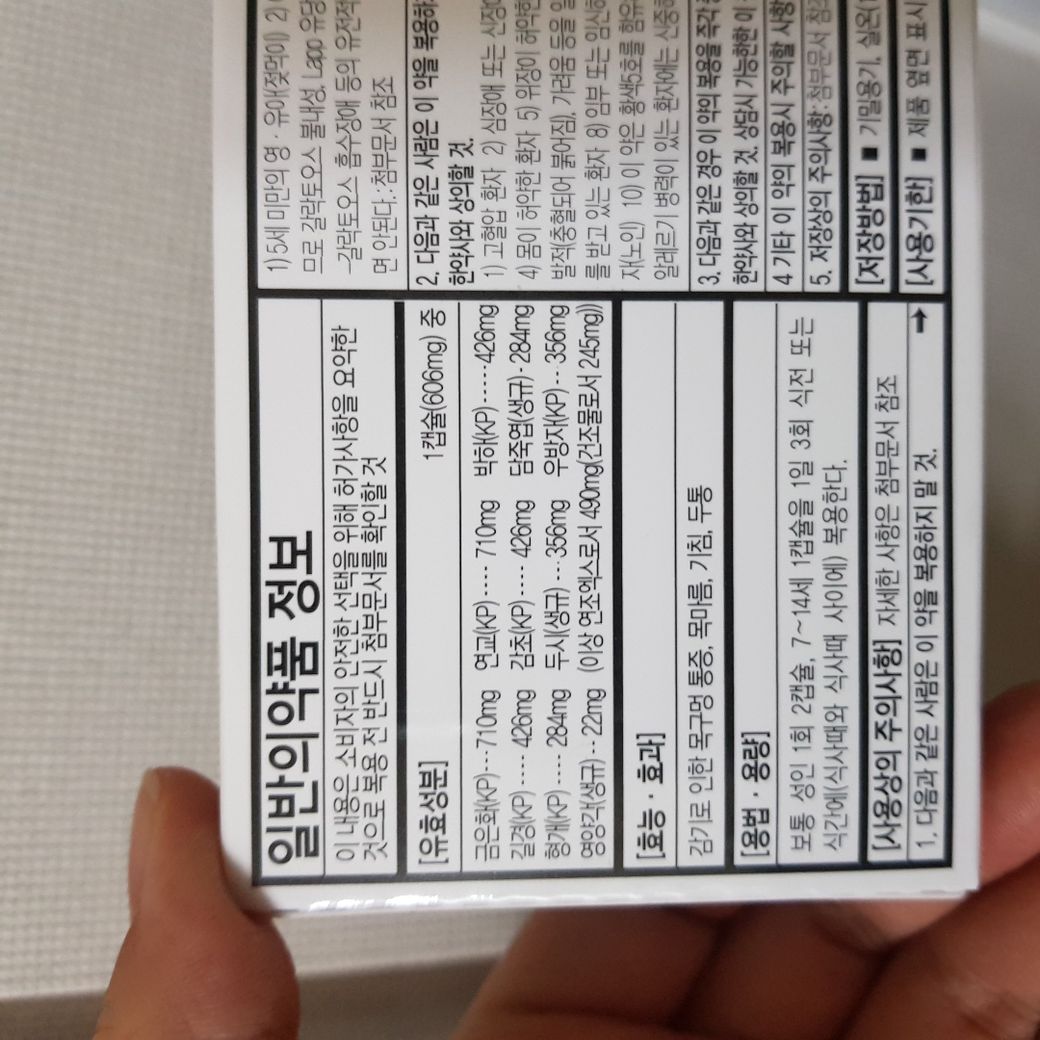 일반의약품 정보
이 내용은 소비자의 안전한 선택을 위해 허가사항을 요약한
것으로 복용 전 반드시 첨부문서를 확인할 것
[유효성분] 1캡슐(606mg) 중
금은화(KP)---710mg 연교(KP)---- 710mg 박하(KP)-----426mg
길경(KP)---- 426mg 감초(KP)---- 426mg 담죽엽(생규)-284mg
형개(KP)---- 284mg 두시(생규)---356mg 우방자(KP)--356mg
영양각(생규)--22mg (이상 연조엑스로서 490mg(건조물로서 245mg))
[효능·효과]
감기로 인한 목구멍 통증, 목마름, 기침, 두통
[용법·용량]
보통 성인 1회 2캡슐, 7~14세 1캡슐을 1일 3회 식전 또는
식간에(식사때와 식사때 사이에) 복용한다.
[사용상의 주의사항] 자세한 사항은 첨부문서 참조
1. 다음과 같은 사람은 이 약을 복용하지 말 것. →
1) 5세 미만의 영·유아(젖먹이) 2)
므로 갈락토오스 불내성, Lapp 유당
-갈락토오스 흡수장애 등의 유전적
면 안된다.:첨부문서 참조
2. 다음과 같은 사람은 이 약을 복용하
한약사와 상의할 것.
1) 고혈압 환자 2) 심장애 또는 신장
4) 몸이 허약한 환자 5) 위장이 허약한
발적(충혈되어 붉어짐), 가려움 등을 일
를 받고 있는 환자 8) 임부 또는 임신하
자(노인) 10) 이 약은 황색5호를 함유
알레르기 병력이 있는 환자에는 신중히
3. 다음과 같은 경우 이 약의 복용을 즉각
한약사와 상의할 것. 상담시 가능한한 이
4 기타 이 약의 복용시 주의할 사항
5. 저장상의 주의사항:첨부문서 참조
[저장방법] ■ 기밀용기, 실온
[사용기한] ■ 제품 옆면 표시